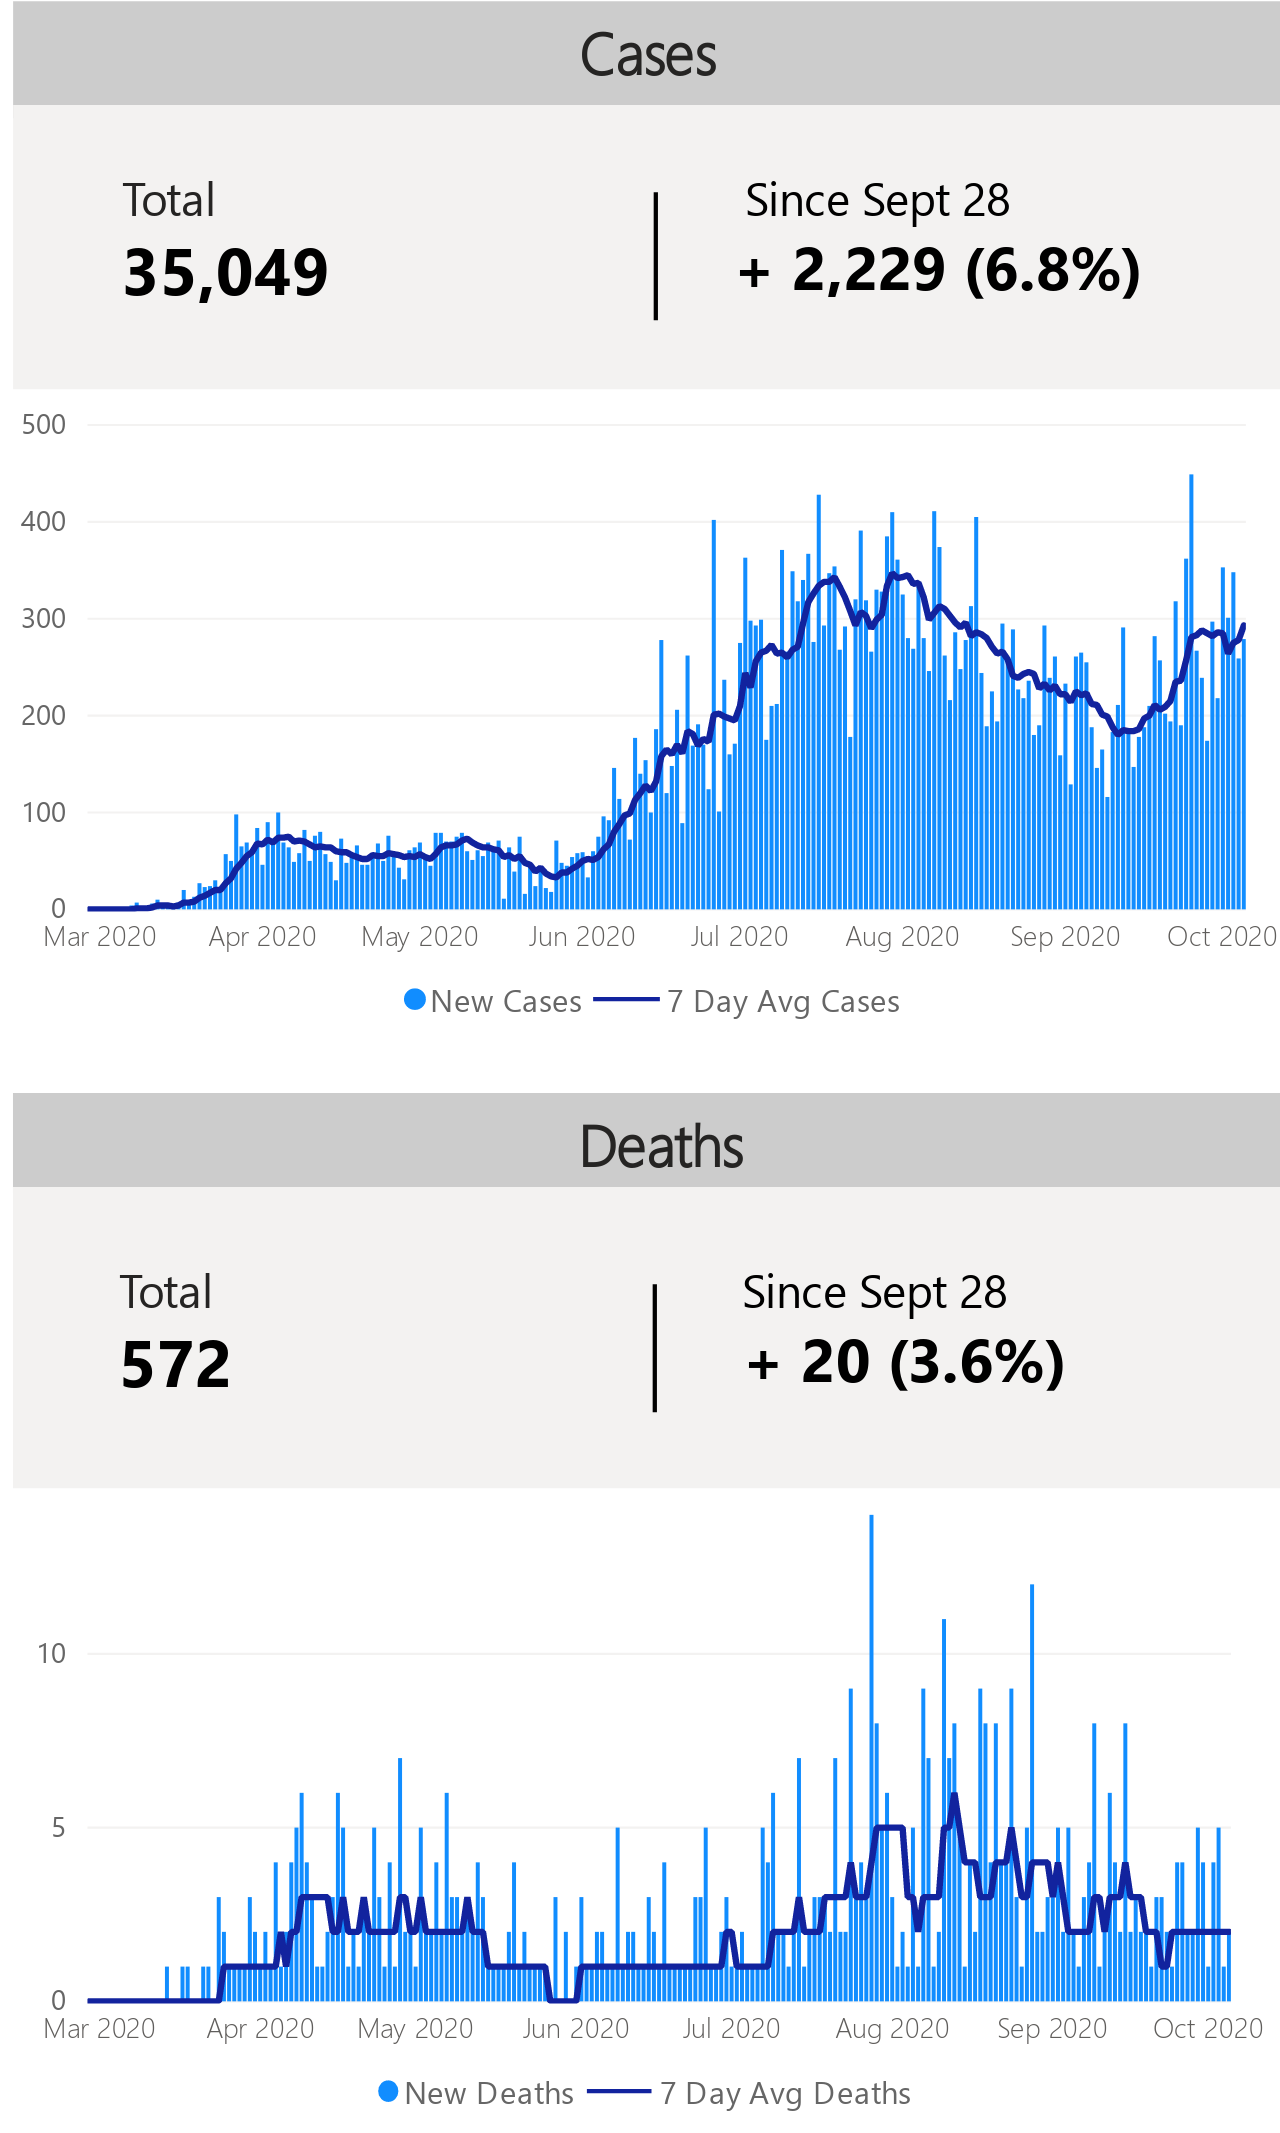 Cases
Total
Since Sept 28
35,049
+ 2,229 (6.8%)
500
400
300
200
100
0
Mar 2020 Apr 2020 May 2020 Jun 2020 Jul 2020 Aug 2020 Sep 2020 Oct 2020
New Cases 7 Day Avg Cases
Deaths
Total
Since Sept 28
572
+ 20 (3.6%)
10
5
0
Mar 2020 Apr 2020 May 2020 Jun 2020 Jul 2020 Aug 2020 Sep 2020 Oct 2020
New Deaths 7 Day Avg Deaths